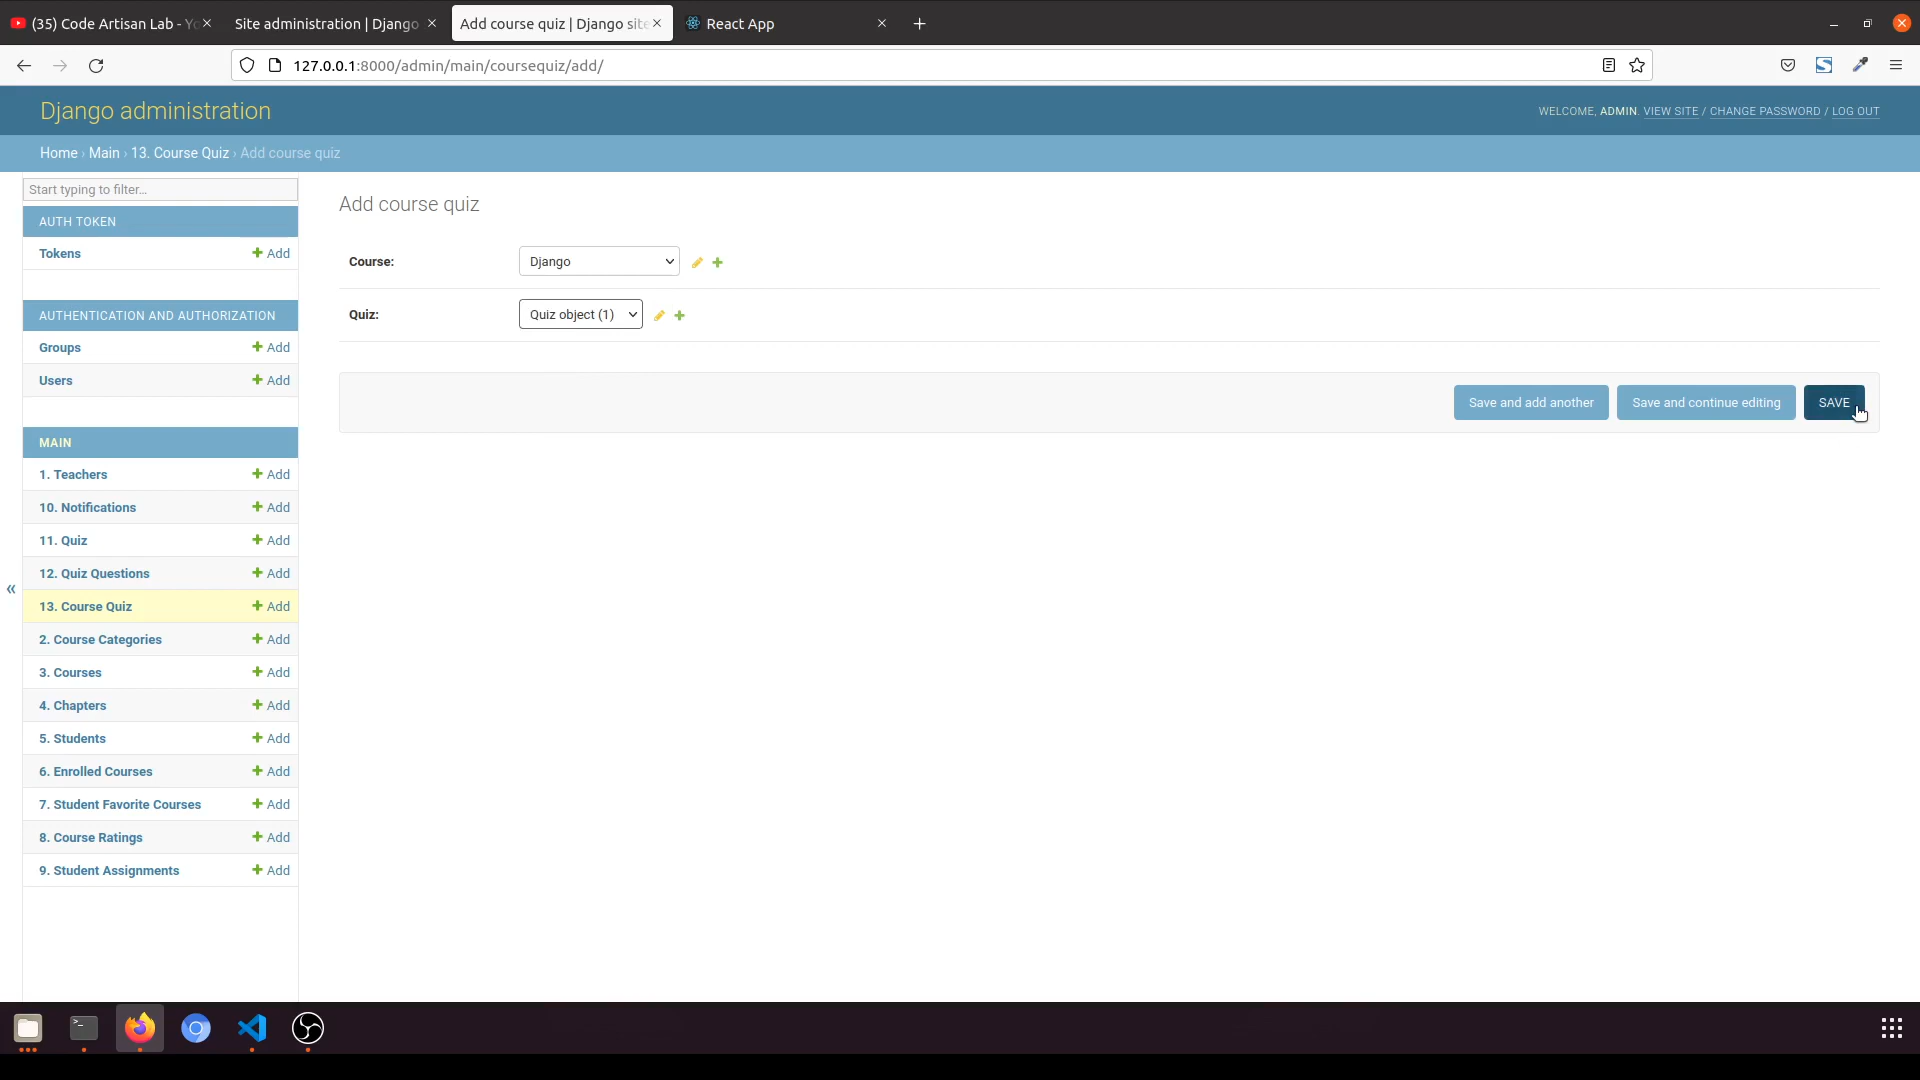 (35) Code Artisan Lab - Yo
Site administration | Django
Add course quiz | Django site
React App
127.0.0.1:8000/admin/main/coursequiz/add/
Django administration
WELCOME, ADMIN. VIEW SITE / CHANGE PASSWORD / LOG OUT
Home › Main › 13. Course Quiz › Add course quiz
Start typing to filter...
AUTH TOKEN
Tokens + Add
AUTHENTICATION AND AUTHORIZATION
Groups + Add
Users + Add
MAIN
1. Teachers + Add
10. Notifications + Add
11. Quiz + Add
12. Quiz Questions + Add
13. Course Quiz + Add
2. Course Categories + Add
3. Courses + Add
4. Chapters + Add
5. Students + Add
6. Enrolled Courses + Add
7. Student Favorite Courses + Add
8. Course Ratings + Add
9. Student Assignments + Add
«
Add course quiz
Course: Django
Quiz: Quiz object (1)
Save and add another
Save and continue editing
SAVE